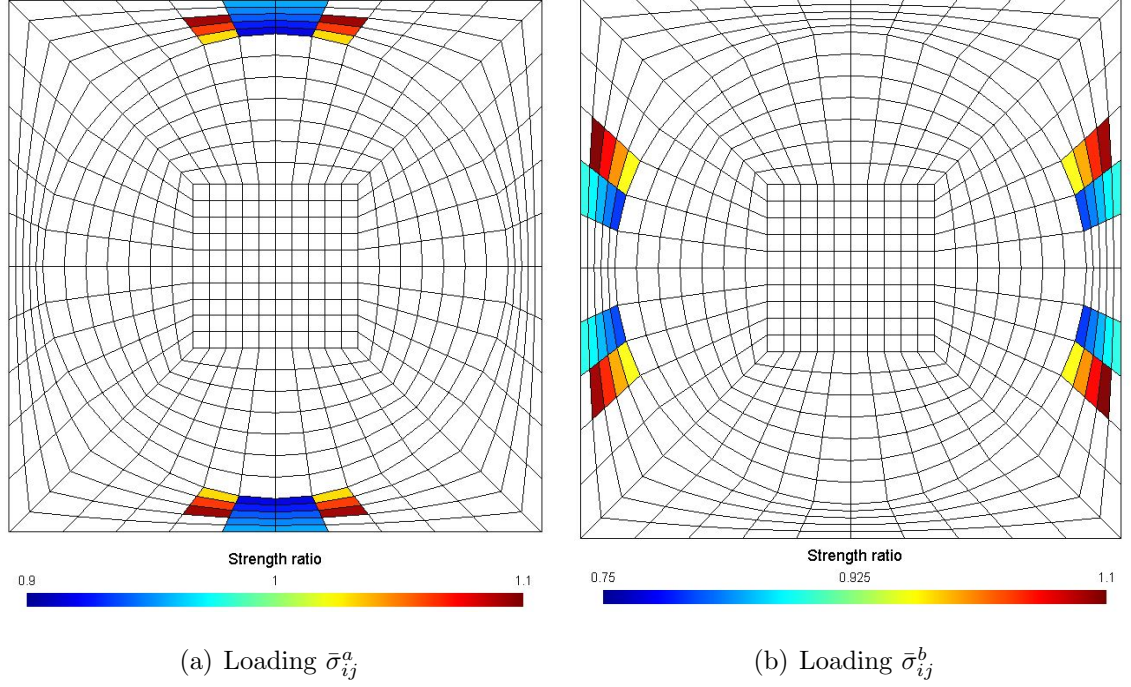 Strength ratio
0.9 1 1.1
(a) Loading σ̄ᵃᵢⱼ
Strength ratio
0.75 0.925 1.1
(b) Loading σ̄ᵇᵢⱼ